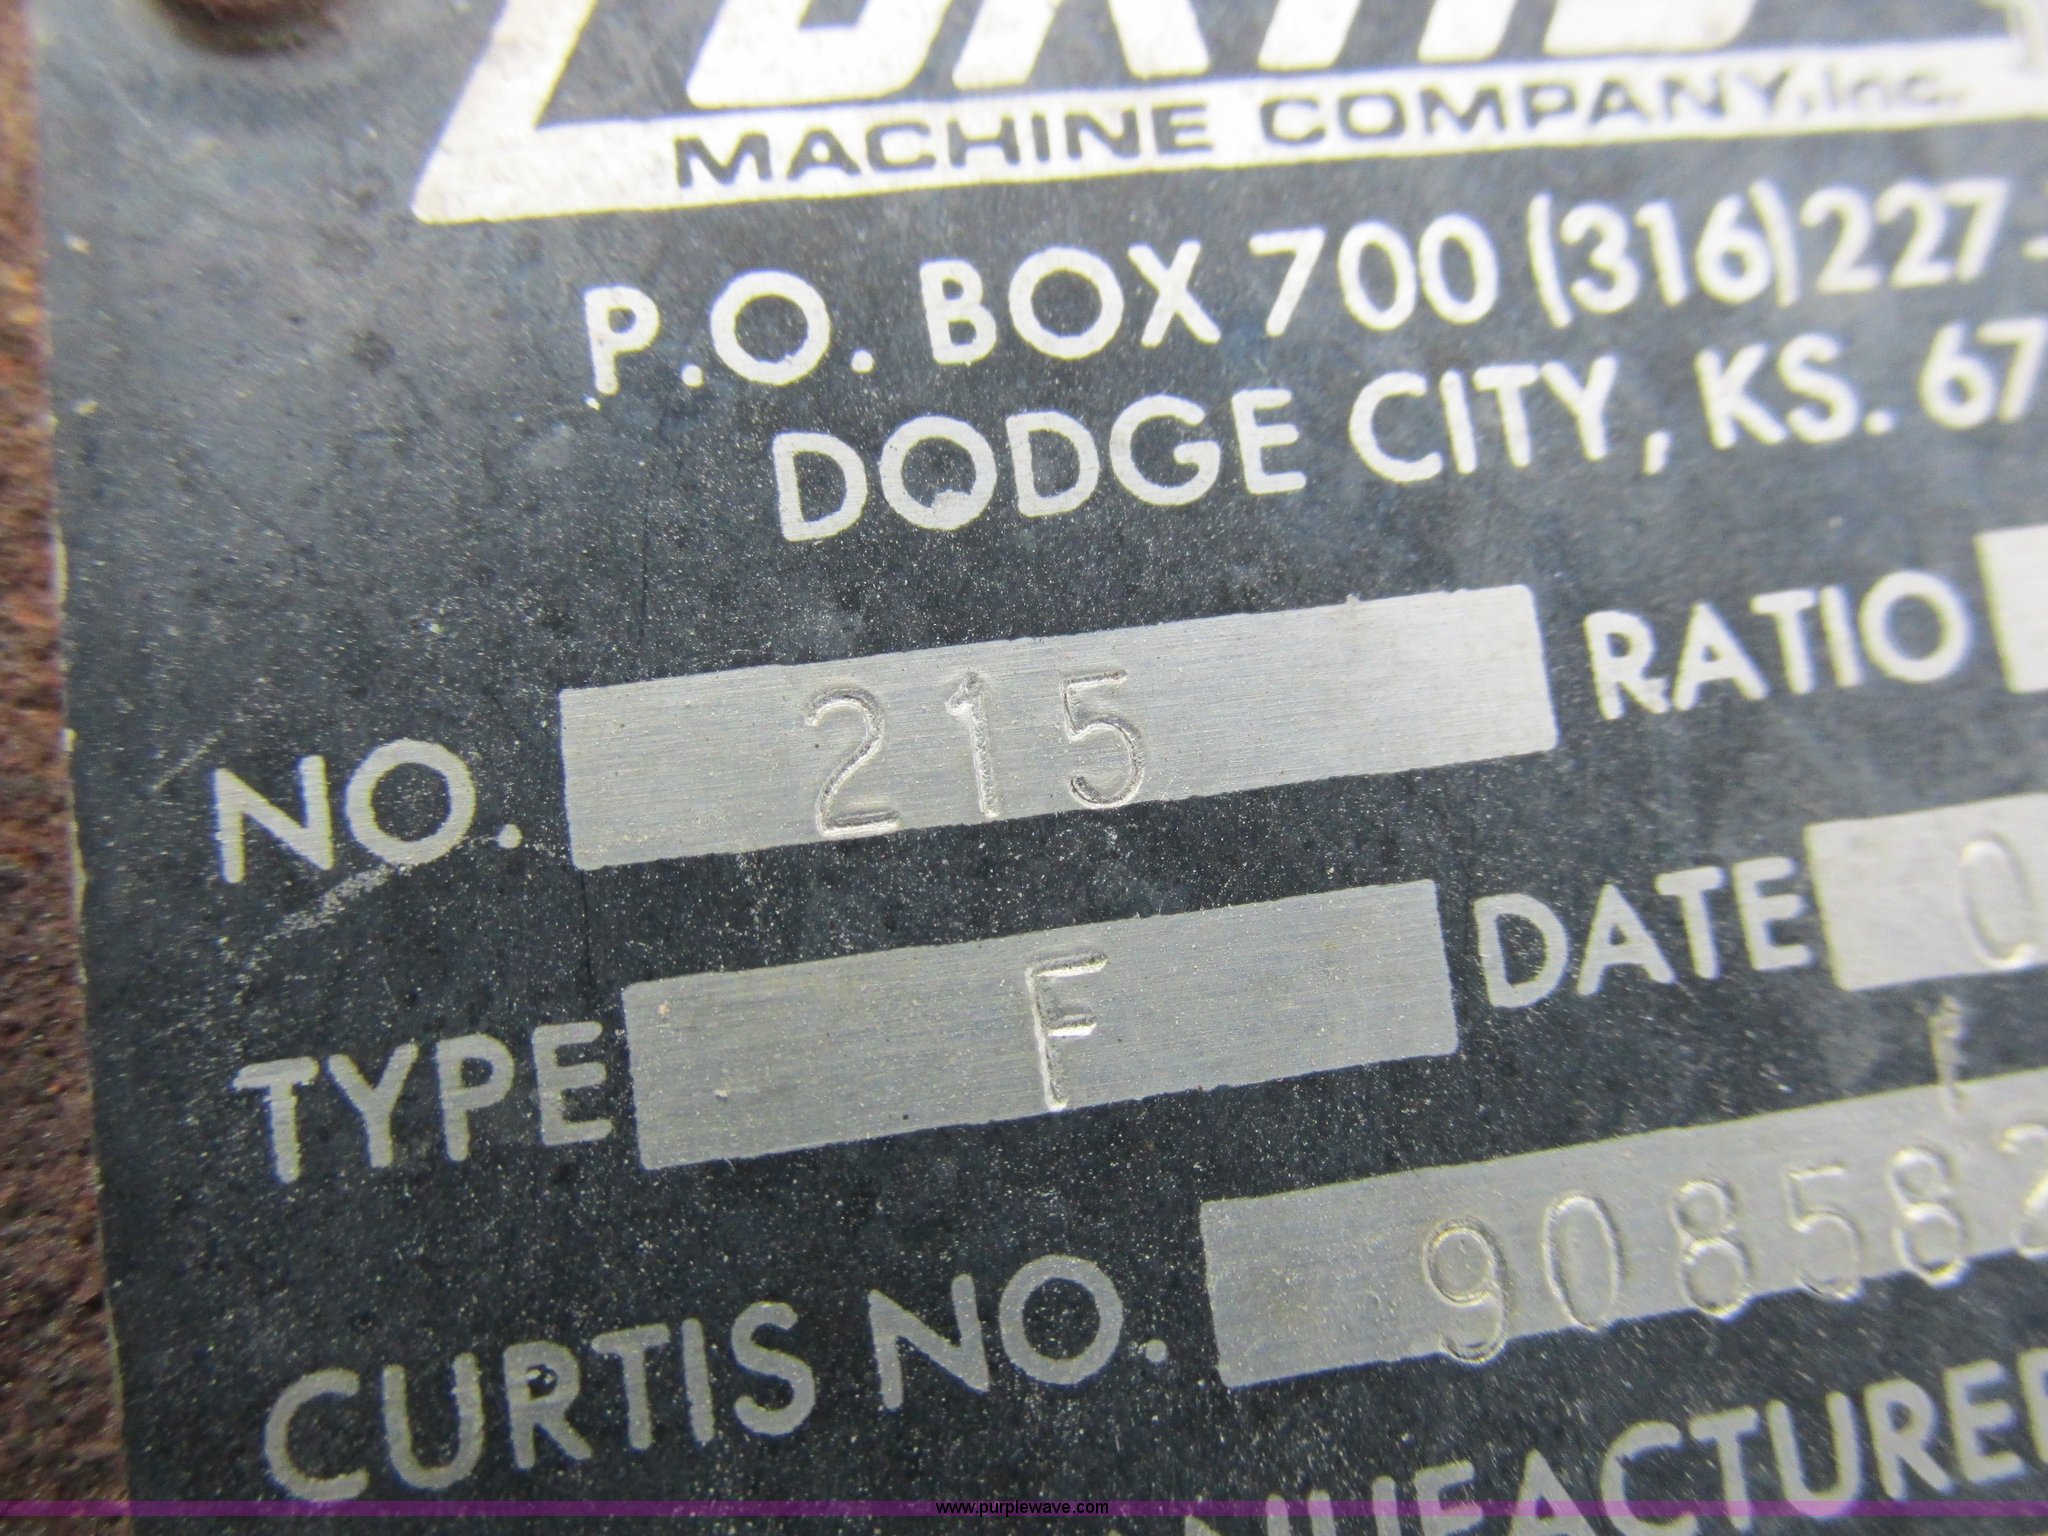 MACHINE COMPANY, Inc.
P.O. BOX 700 (316) 227-
DODGE CITY, KS. 67
NO. 215 RATIO
TYPE F DATE 0
CURTIS NO. 908582
www.purplewave.com